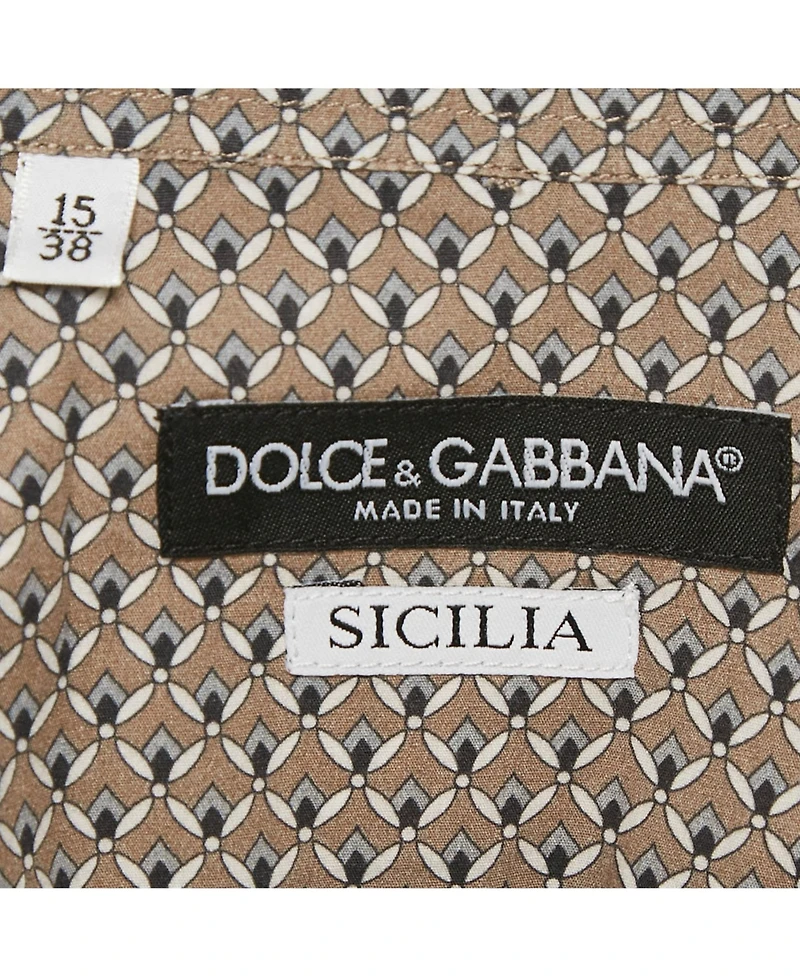 15
38
DOLCE & GABBANA®
MADE IN ITALY
SICILIA